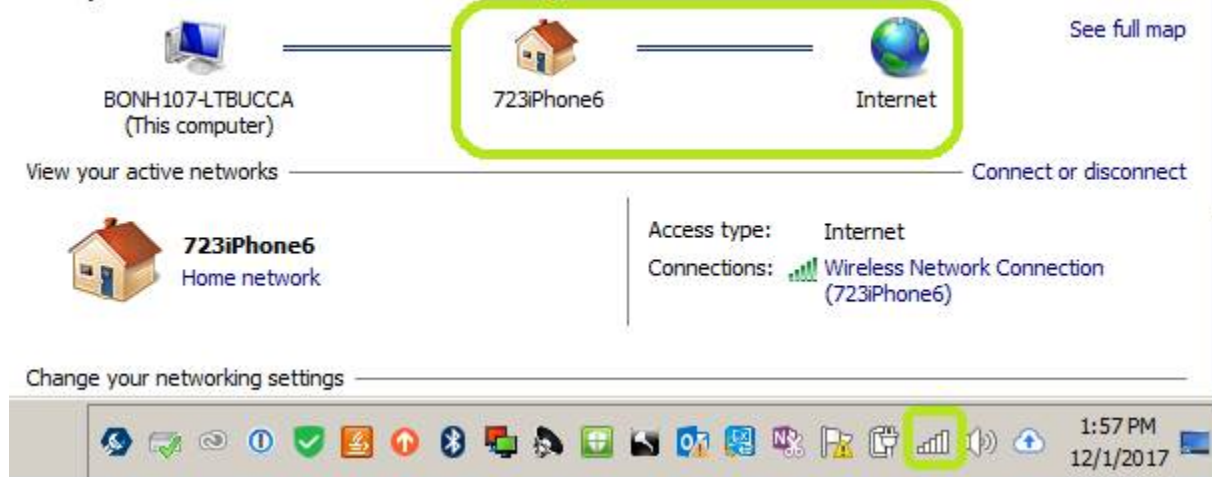 See full map
BONH107-LTBUCCA
(This computer)
723iPhone6
Internet
View your active networks
Connect or disconnect
723iPhone6
Home network
Access type: Internet
Connections: Wireless Network Connection
(723iPhone6)
Change your networking settings
1:57 PM
12/1/2017